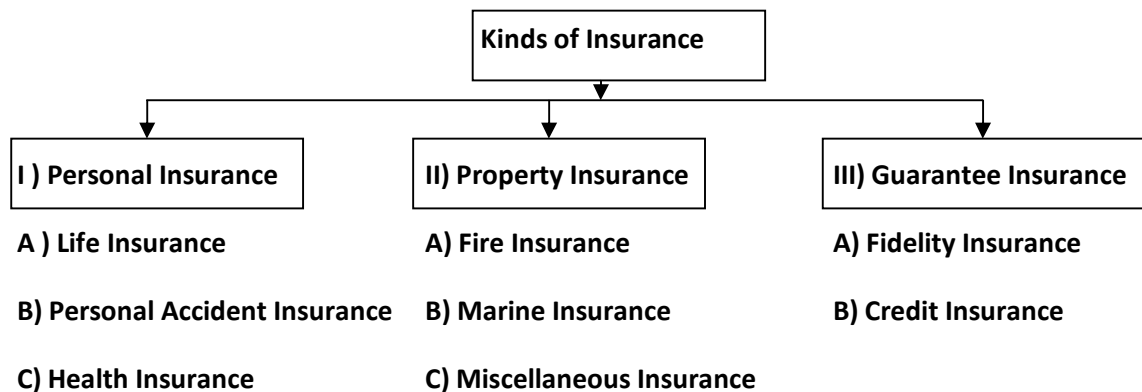 Kinds of Insurance
I ) Personal Insurance
II) Property Insurance
III) Guarantee Insurance
A ) Life Insurance
A) Fire Insurance
A) Fidelity Insurance
B) Personal Accident Insurance
B) Marine Insurance
B) Credit Insurance
C) Health Insurance
C) Miscellaneous Insurance